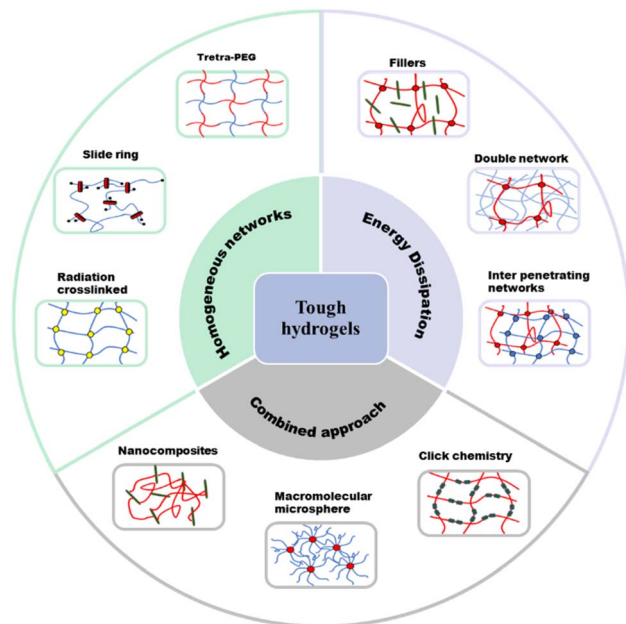 Tretra-PEG
Fillers
Slide ring
Double network
Radiation
crosslinked
Inter penetrating
networks
Homogeneous networks
Energy Dissipation
Tough
hydrogels
Combined approach
Nanocomposites
Macromolecular
microsphere
Click chemistry